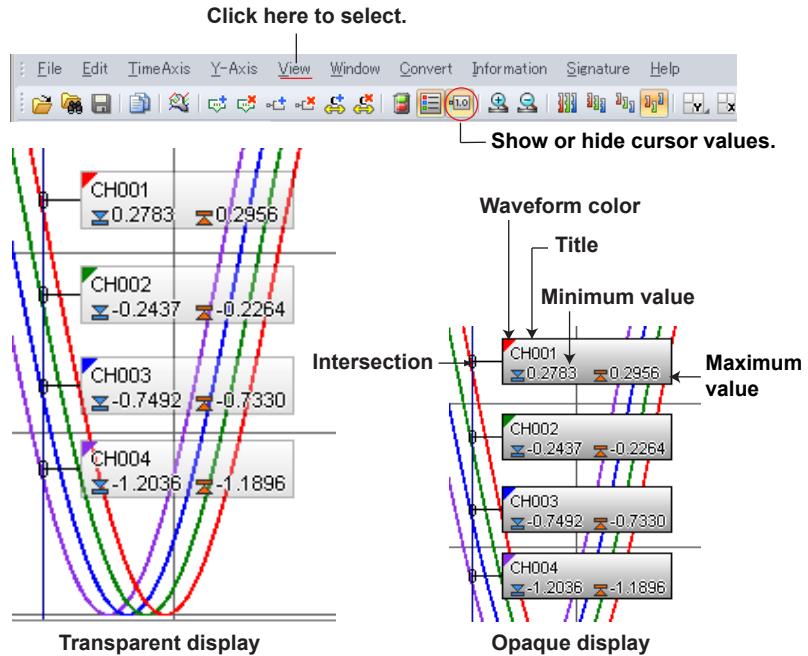 Click here to select.
File Edit TimeAxis Y-Axis View Window Convert Information Signature Help
1.0
Show or hide cursor values.
CH001
0.2783 0.2956
CH002
-0.2437 -0.2264
CH003
-0.7492 -0.7330
CH004
-1.2036 -1.1896
Transparent display
Waveform color
Title
Minimum value
Intersection
Maximum
value
CH001
0.2783 0.2956
CH002
-0.2437 -0.2264
CH003
-0.7492 -0.7330
CH004
-1.2036 -1.1896
Opaque display